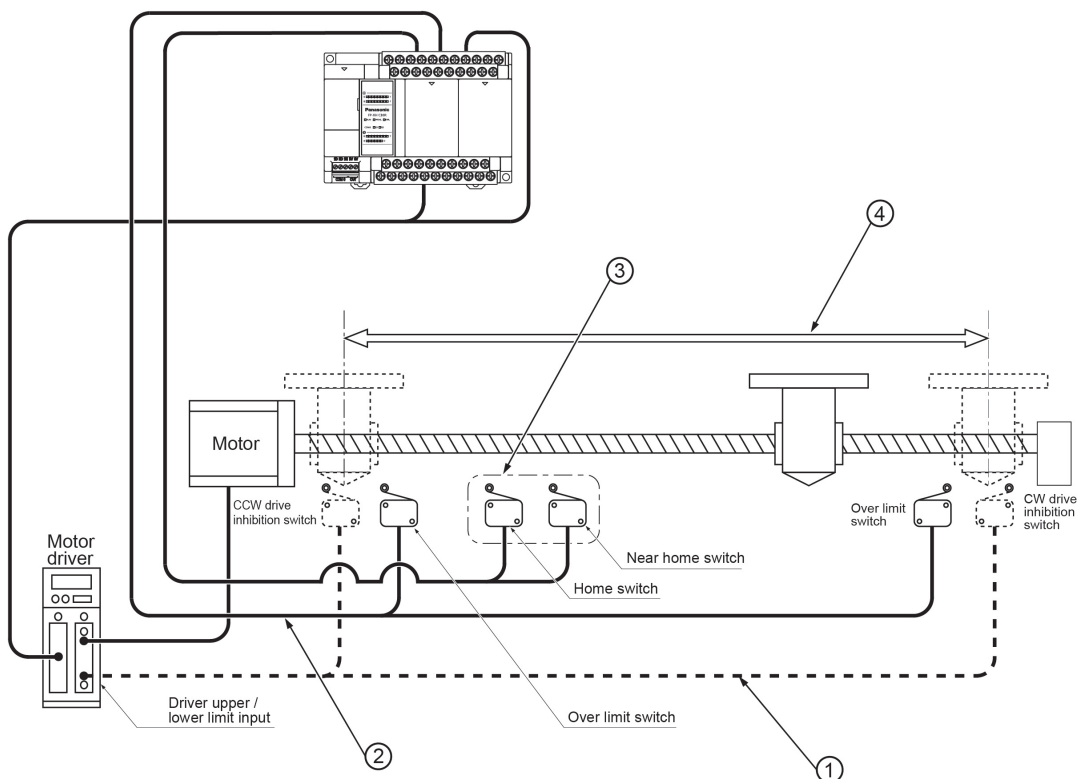 Panasonic
4
3
Motor
CCW drive
inhibition switch
Over limit
switch
CW drive
inhibition
switch
Near home switch
Home switch
Motor
driver
Driver upper /
lower limit input
Over limit switch
2
1